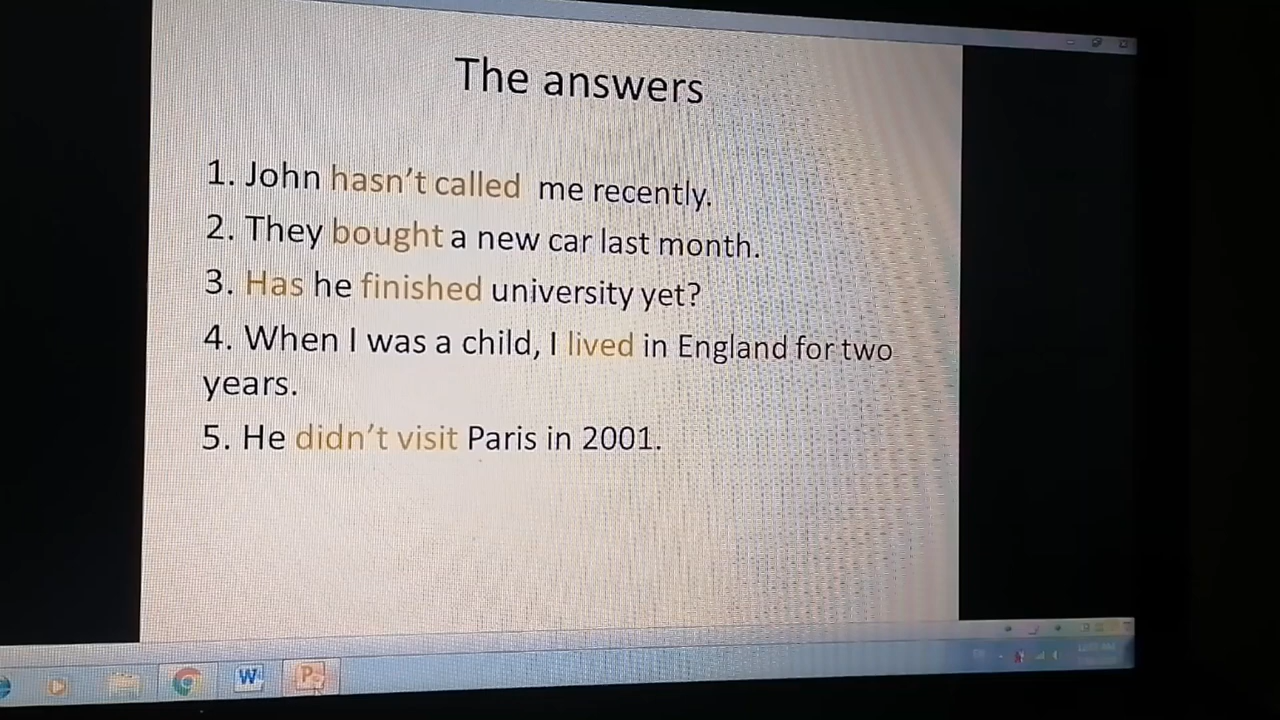 The answers
1. John hasn't called me recently.
2. They bought a new car last month.
3. Has he finished university yet?
4. When I was a child, I lived in England for two
years.
5. He didn't visit Paris in 2001.
W
P